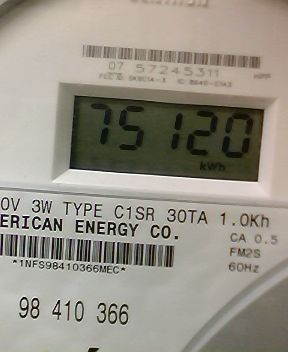 07 57245311
75120
kWh
0V 3W TYPE C1SR 30TA 1.0Kh
ERICAN ENERGY CO.
CA 0.5
FM2S
60Hz
*1NFS98410366MEC*
98 410 366